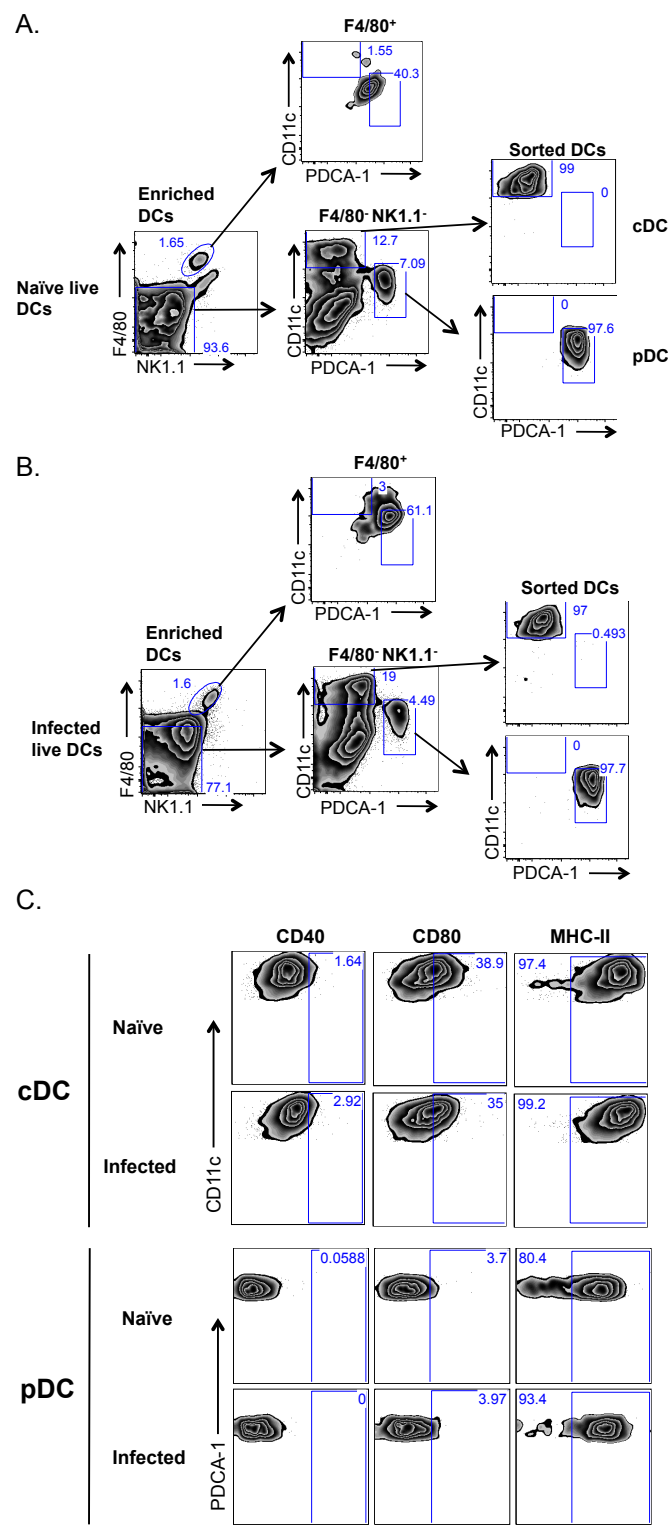 A.
F4/80+
1.55
40.3
CD11c
PDCA-1
Enriched
DCs
1.65
Naïve live
DCs
F4/80
93.6
NK1.1
F4/80- NK1.1-
12.7
7.09
CD11c
PDCA-1
Sorted DCs
99
0
cDC
0
97.6
pDC
CD11c
PDCA-1
B.
F4/80+
3
61.1
CD11c
PDCA-1
Enriched
DCs
1.6
Infected
live DCs
F4/80
77.1
NK1.1
F4/80- NK1.1-
19
4.49
CD11c
PDCA-1
Sorted DCs
97
0.493
0
97.7
CD11c
PDCA-1
C.
CD40 CD80 MHC-II
cDC
Naïve
1.64 38.9 97.4
Infected
2.92 35 99.2
CD11c
pDC
Naïve
0.0588 3.7 80.4
Infected
0 3.97 93.4
PDCA-1